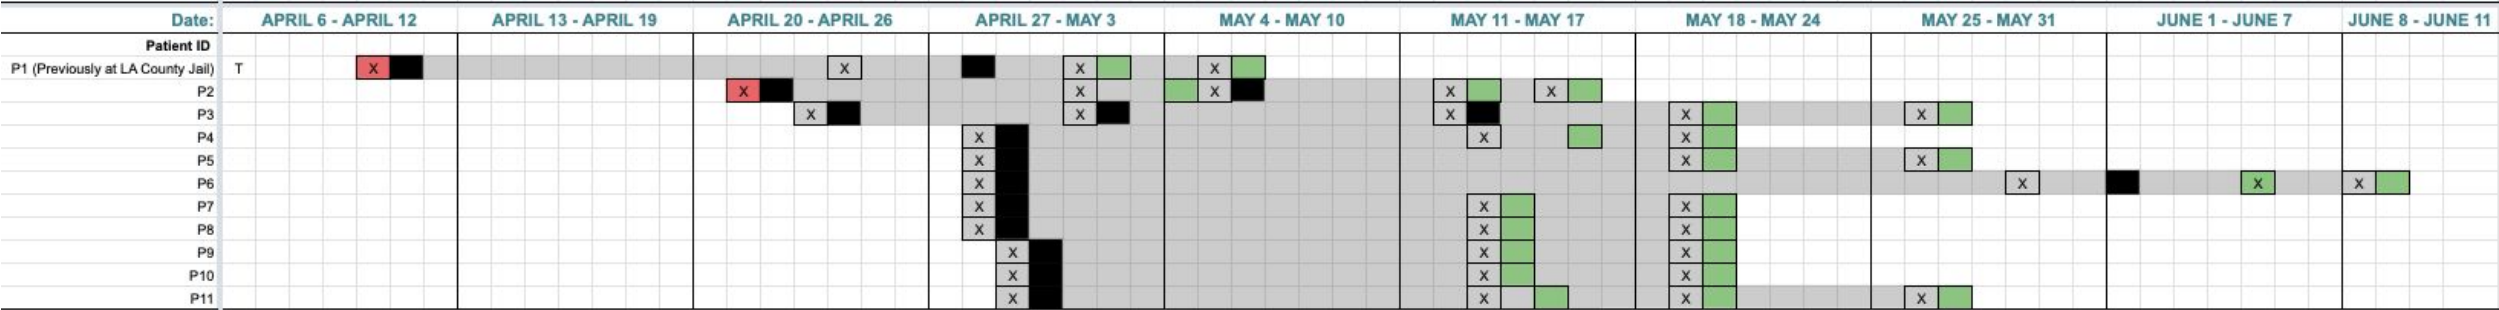 Date: APRIL 6 - APRIL 12 APRIL 13 - APRIL 19 APRIL 20 - APRIL 26 APRIL 27 - MAY 3 MAY 4 - MAY 10 MAY 11 - MAY 17 MAY 18 - MAY 24 MAY 25 - MAY 31 JUNE 1 - JUNE 7 JUNE 8 - JUNE 11
Patient ID
P1 (Previously at LA County Jail) T X X X X
P2 X X X X X
P3 X X X X X
P4 X X X
P5 X X X
P6 X X X X
P7 X X X
P8 X X X
P9 X X X
P10 X X X
P11 X X X X